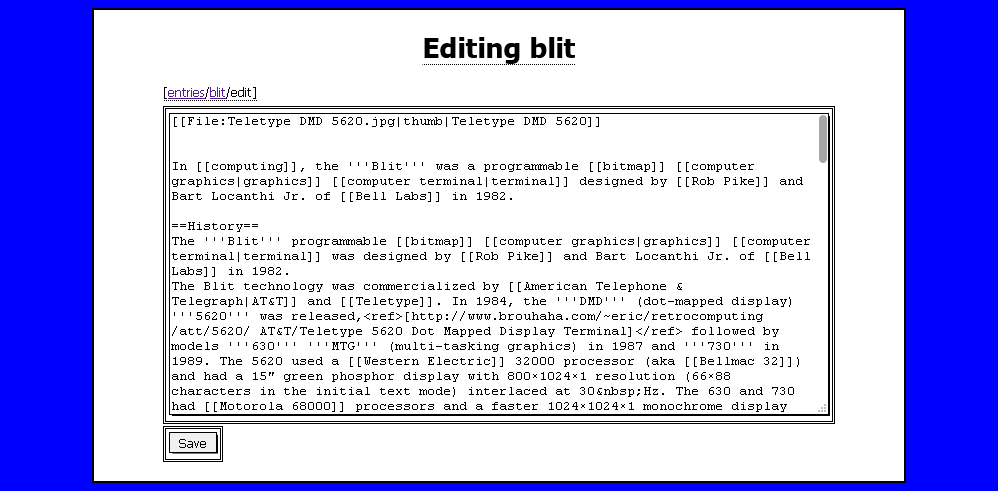 Editing blit
[entries/blit/edit]
[[File:Teletype DMD 5620.jpg|thumb|Teletype DMD 5620]]
In [[computing]], the '''Blit''' was a programmable [[bitmap]] [[computer
graphics|graphics]] [[computer terminal|terminal]] designed by [[Rob Pike]] and
Bart Locanthi Jr. of [[Bell Labs]] in 1982.
==History==
The '''Blit''' programmable [[bitmap]] [[computer graphics|graphics]] [[computer
terminal|terminal]] was designed by [[Rob Pike]] and Bart Locanthi Jr. of [[Bell
Labs]] in 1982.
The Blit technology was commercialized by [[American Telephone &
Telegraph|AT&T]] and [[Teletype]]. In 1984, the '''DMD''' (dot-mapped display)
'''5620''' was released,<ref>[http://www.brouhaha.com/~eric/retrocomputing
/att/5620/ AT&T/Teletype 5620 Dot Mapped Display Terminal]</ref> followed by
models '''630''' '''MTG''' (multi-tasking graphics) in 1987 and '''730''' in
1989. The 5620 used a [[Western Electric]] 32000 processor (aka [[Bellmac 32]])
and had a 15″ green phosphor display with 800×1024×1 resolution (66×88
characters in the initial text mode) interlaced at 30&nbsp;Hz. The 630 and 730
had [[Motorola 68000]] processors and a faster 1024×1024×1 monochrome display
Save